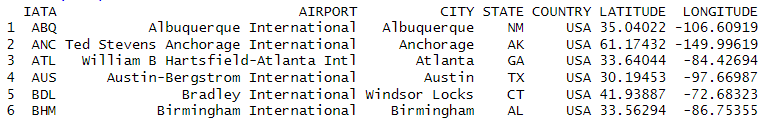 IATA AIRPORT CITY STATE COUNTRY LATITUDE LONGITUDE
1 ABQ Albuquerque International Albuquerque NM USA 35.04022 -106.60919
2 ANC Ted Stevens Anchorage International Anchorage AK USA 61.17432 -149.99619
3 ATL William B Hartsfield-Atlanta Intl Atlanta GA USA 33.64044 -84.42694
4 AUS Austin-Bergstrom International Austin TX USA 30.19453 -97.66987
5 BDL Bradley International Windsor Locks CT USA 41.93887 -72.68323
6 BHM Birmingham International Birmingham AL USA 33.56294 -86.75355